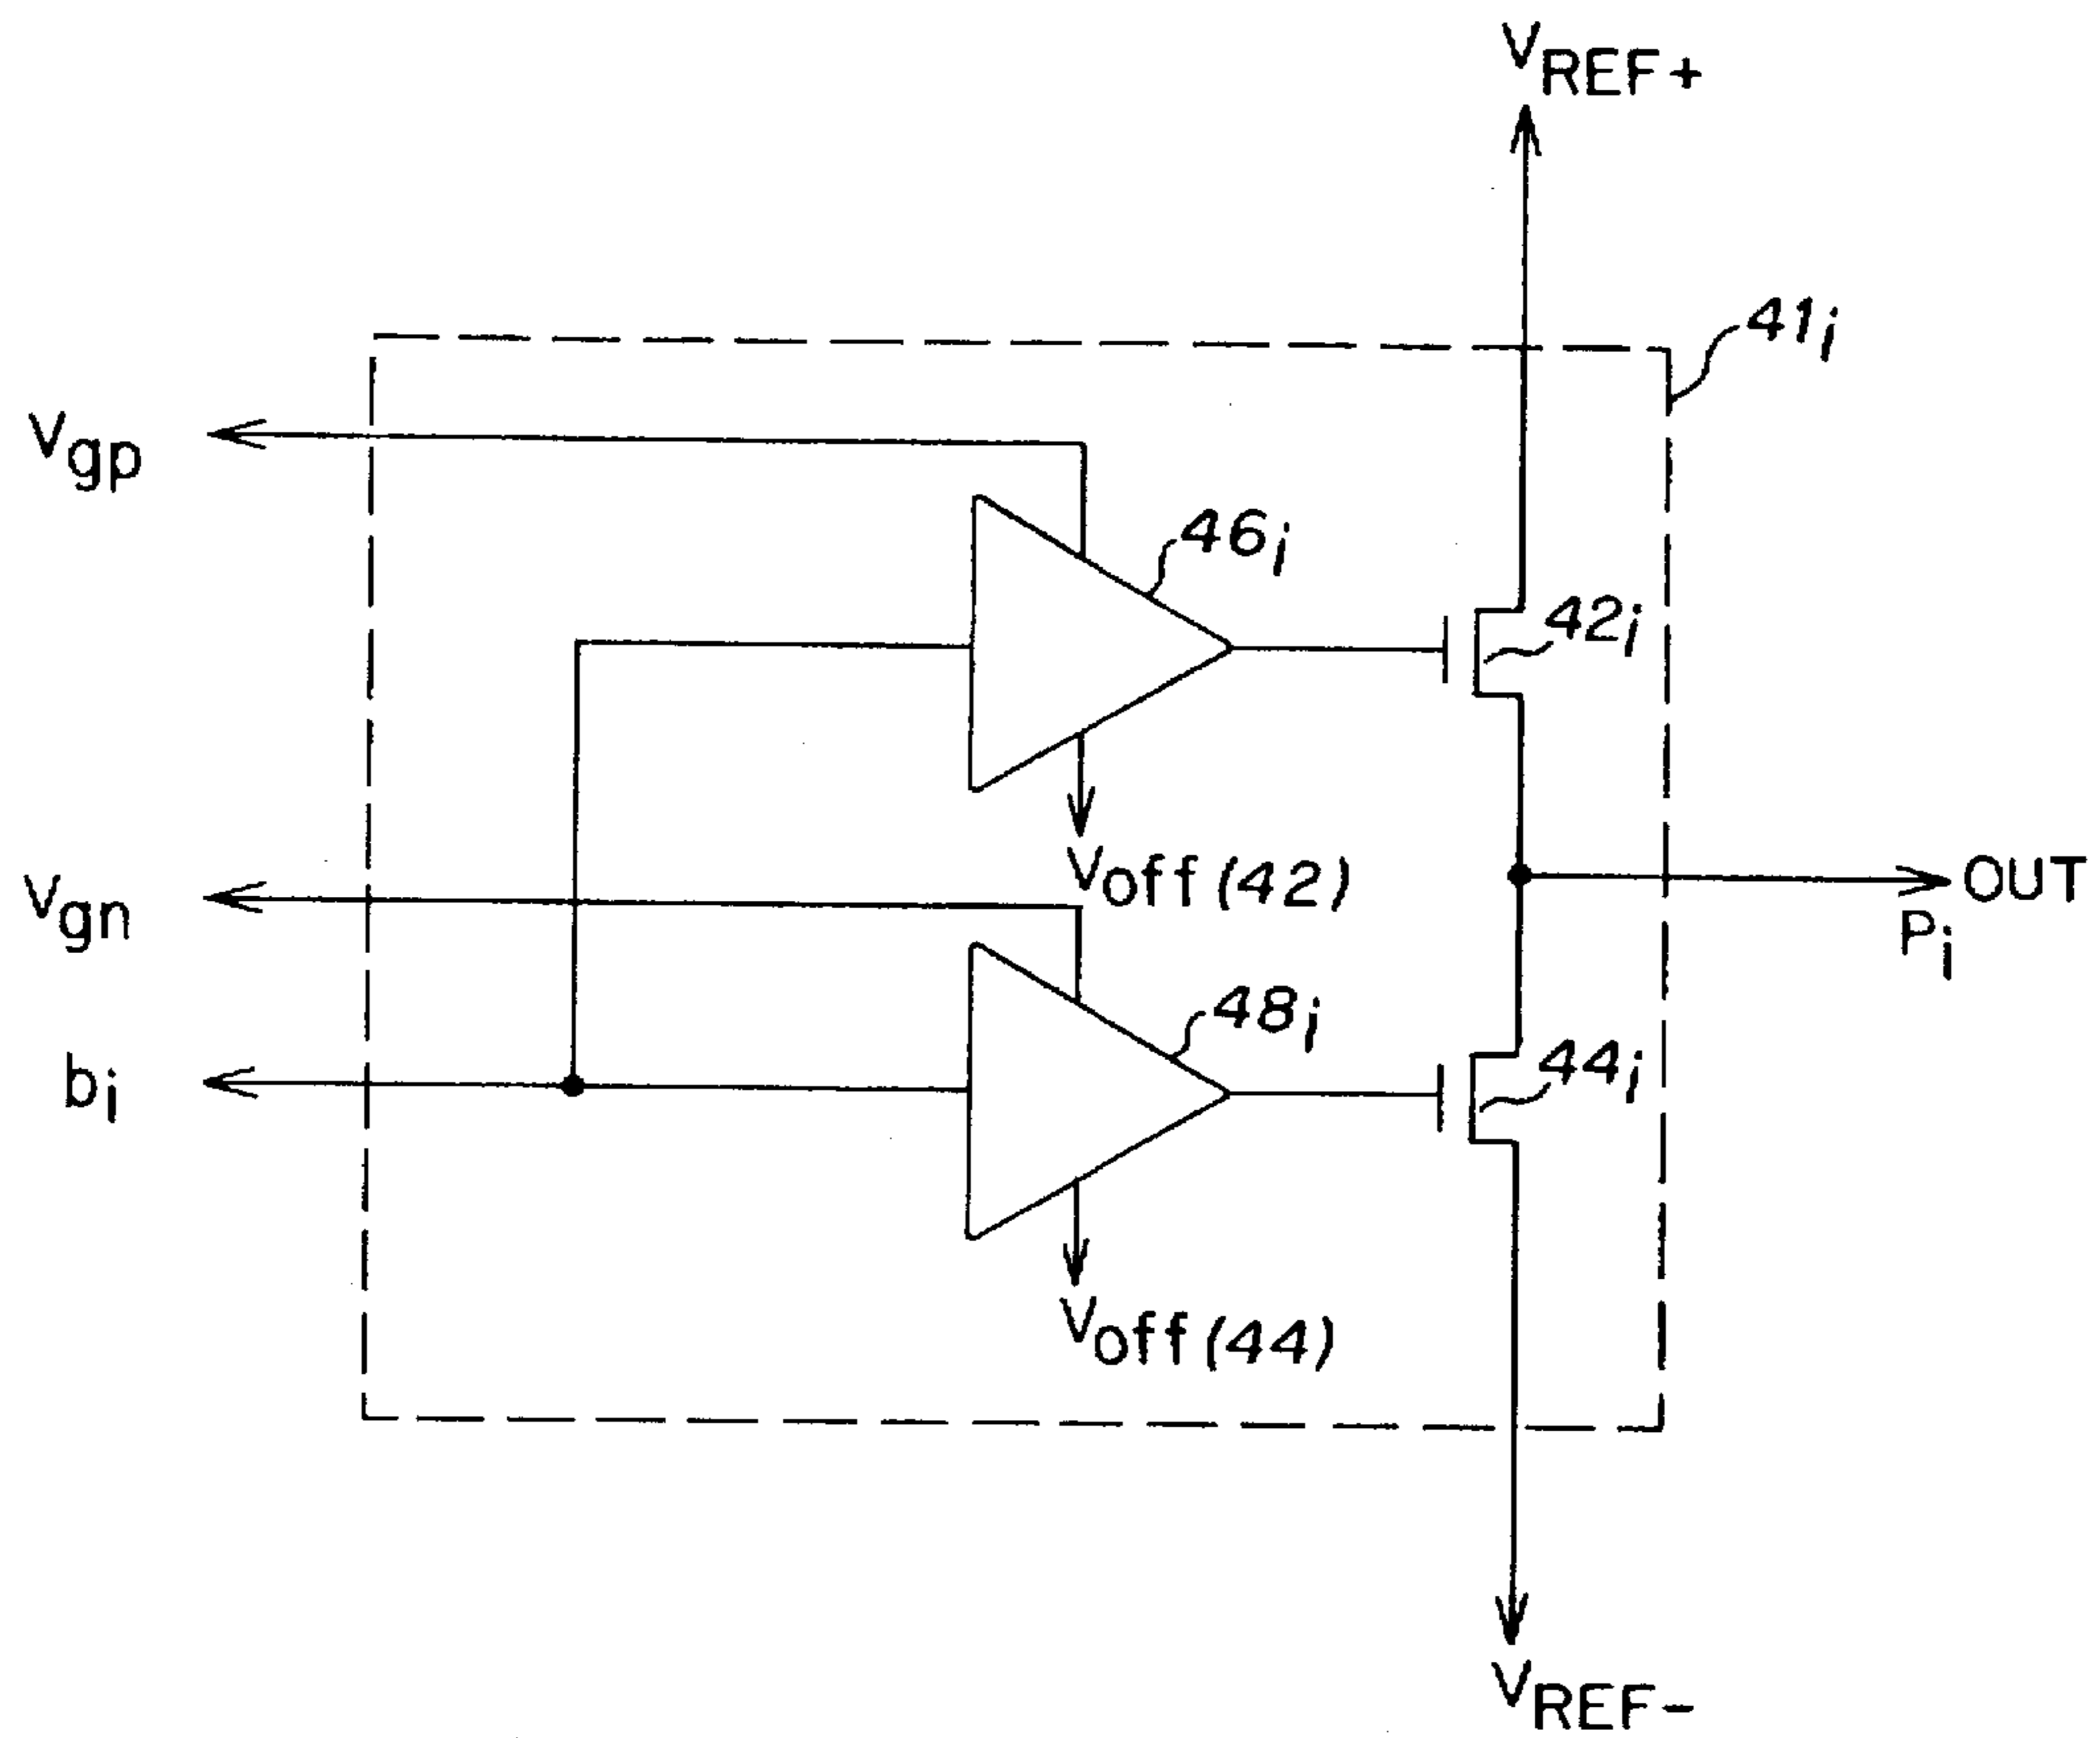 VREF+
41i
Vgp
46i
42i
Voff(42)
Vgn
OUT
Pi
48i
44i
bi
Voff(44)
VREF-